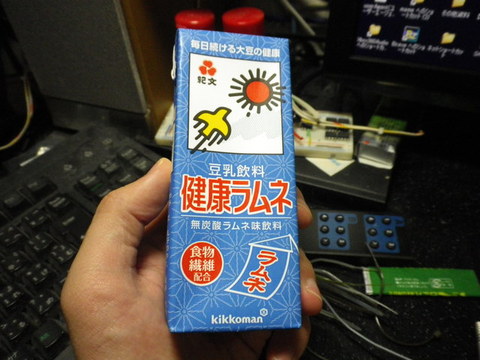 毎日続ける大豆の健康
紀文
豆乳飲料
健康ラムネ
無炭酸ラムネ味飲料
食物
繊維
配合
ラムネ
kikkoman